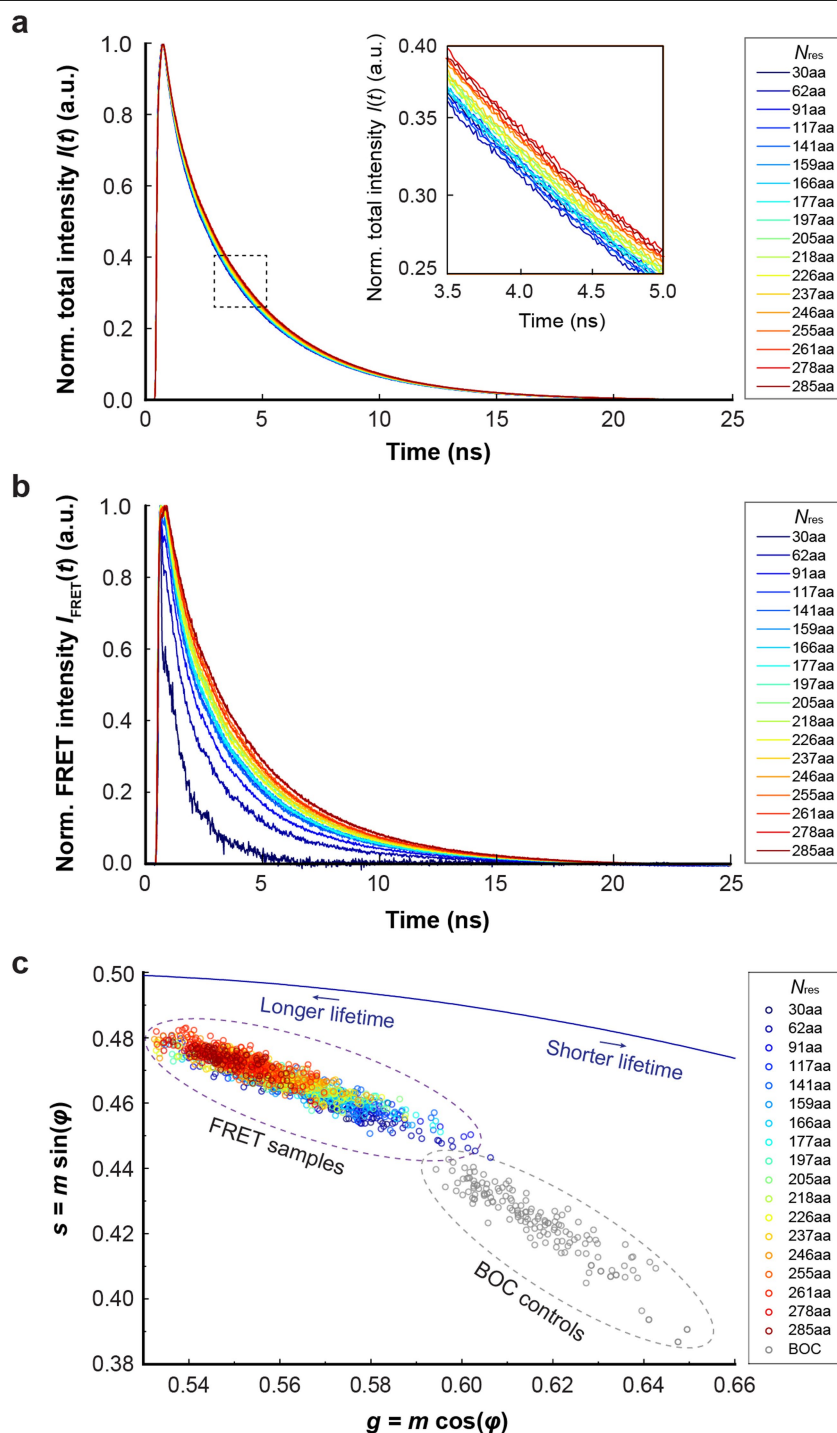 a
Norm. total intensity I(t) (a.u.)
1.0
0.8
0.6
0.4
0.2
0.0
0
5
10
15
20
25
Time (ns)
Norm. total intensity I(t) (a.u.)
0.40
0.35
0.30
0.25
3.5
4.0
4.5
5.0
Time (ns)
Nres
30aa
62aa
91aa
117aa
141aa
159aa
166aa
177aa
197aa
205aa
218aa
226aa
237aa
246aa
255aa
261aa
278aa
285aa
b
Norm. FRET intensity IFRET(t) (a.u.)
1.0
0.8
0.6
0.4
0.2
0.0
0
5
10
15
20
25
Time (ns)
Nres
30aa
62aa
91aa
117aa
141aa
159aa
166aa
177aa
197aa
205aa
218aa
226aa
237aa
246aa
255aa
261aa
278aa
285aa
c
s = m sin(φ)
0.50
0.48
0.46
0.44
0.42
0.40
0.38
Longer lifetime
Shorter lifetime
FRET samples
BOC controls
0.54
0.56
0.58
0.60
0.62
0.64
0.66
g = m cos(φ)
Nres
30aa
62aa
91aa
117aa
141aa
159aa
166aa
177aa
197aa
205aa
218aa
226aa
237aa
246aa
255aa
261aa
278aa
285aa
BOC